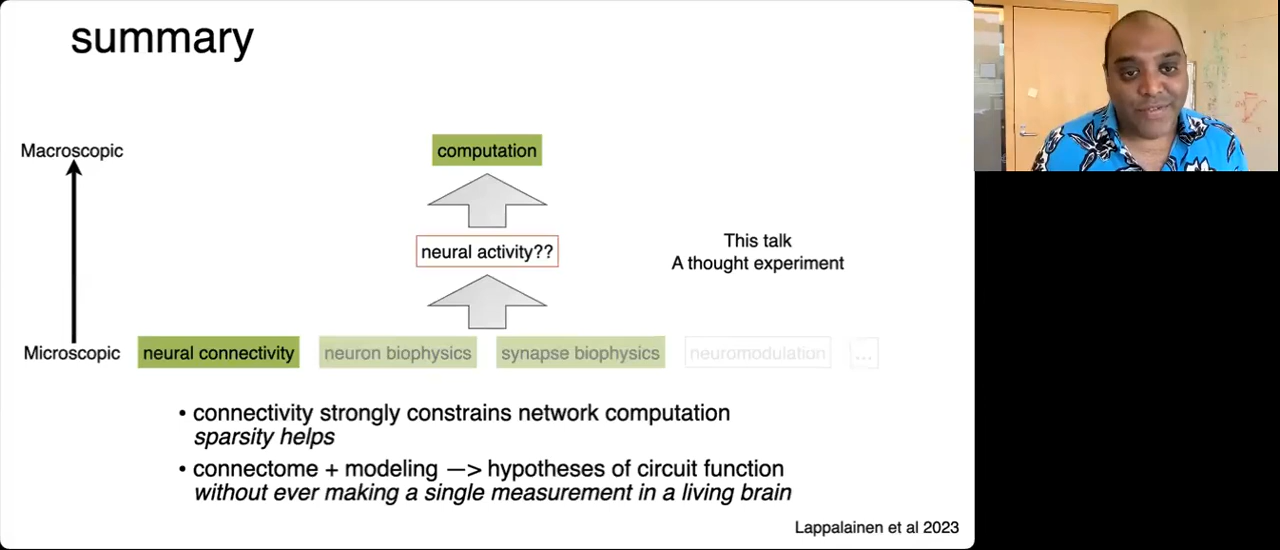 summary
Macroscopic
computation
neural activity??
This talk
A thought experiment
Microscopic
neural connectivity
neuron biophysics
synapse biophysics
neuromodulation
...
• connectivity strongly constrains network computation
sparsity helps
• connectome + modeling —> hypotheses of circuit function
without ever making a single measurement in a living brain
Lappalainen et al 2023